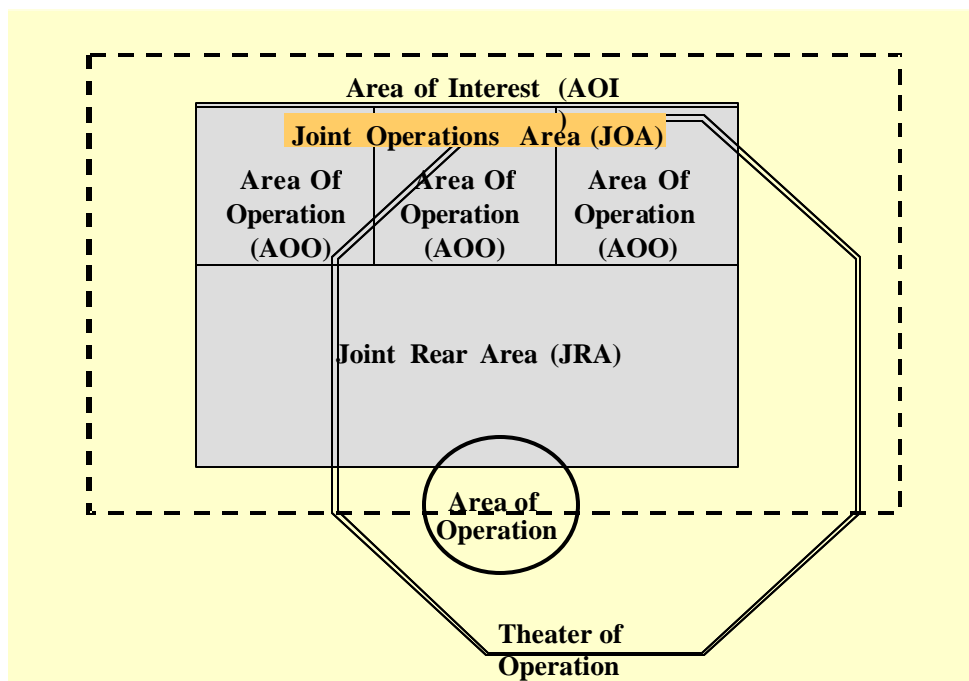 Area of Interest (AOI
)
Joint Operations Area (JOA)
Area Of
Operation
(AOO)
Area Of
Operation
(AOO)
Area Of
Operation
(AOO)
Joint Rear Area (JRA)
Area of
Operation
Theater of
Operation